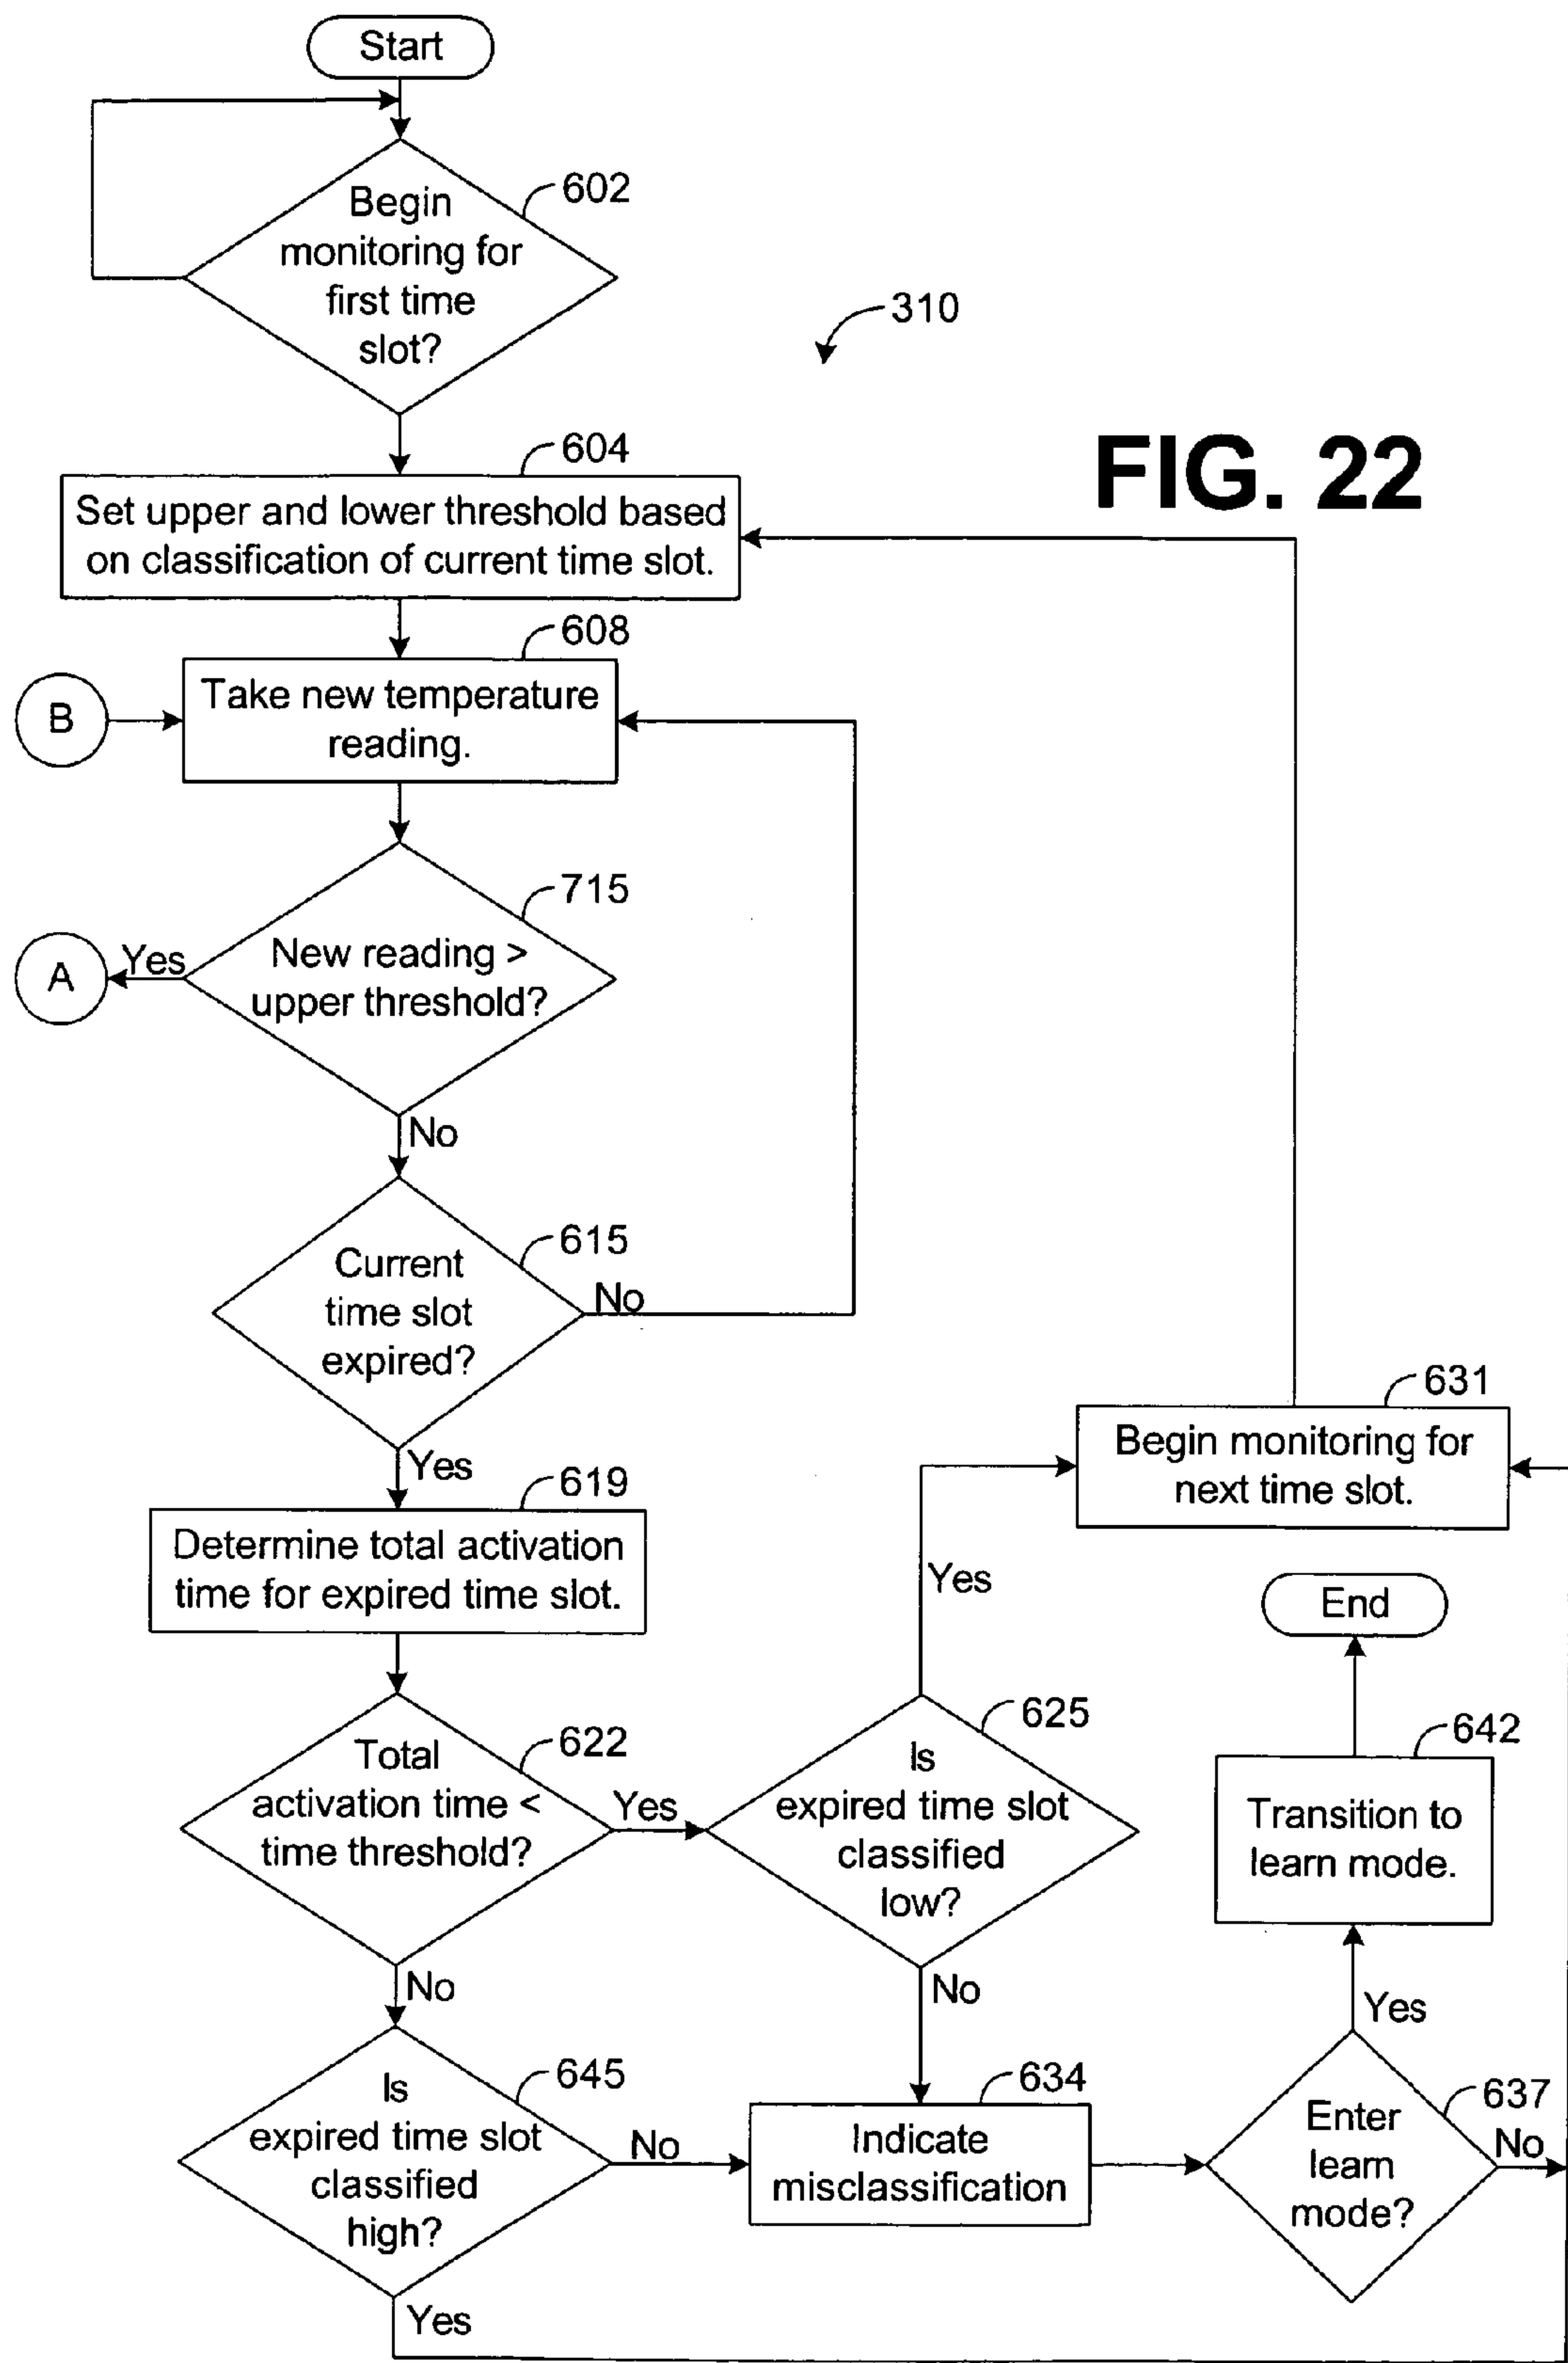 Start
Begin
monitoring for
first time
slot?
602
310
FIG. 22
604
Set upper and lower threshold based
on classification of current time slot.
608
B
Take new temperature
reading.
715
A
Yes
New reading >
upper threshold?
No
615
Current
time slot
expired?
No
Yes
631
Begin monitoring for
next time slot.
619
Determine total activation
time for expired time slot.
Yes
End
622
Total
activation time <
time threshold?
Yes
625
Is
expired time slot
classified
low?
642
Transition to
learn mode.
No
No
Yes
645
Is
expired time slot
classified
high?
No
634
Indicate
misclassification
637
Enter
learn
mode?
No
Yes